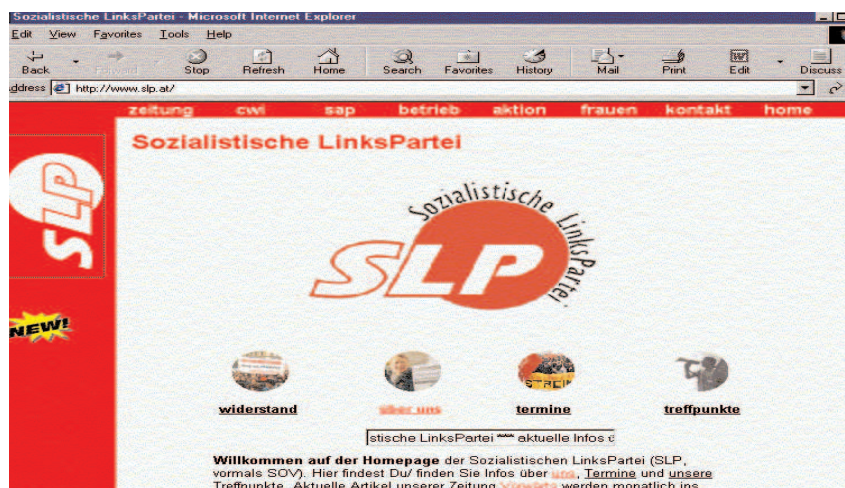 Sozialistische LinksPartei - Microsoft Internet Explorer
Edit View Favorites Tools Help
Back Forward Stop Refresh Home Search Favorites History Mail Print Edit Discuss
ddress http://www.slp.at/
zeitung cwi sap betrieb aktion frauen kontakt home
Sozialistische LinksPartei
SLP
Sozialistische LinksPartei
SLP
NEW!
STREIK
widerstand über uns termine treffpunkte
stische LinksPartei *** aktuelle Infos ü
Willkommen auf der Homepage der Sozialistischen LinksPartei (SLP,
vormals SOV). Hier findest Du/ finden Sie Infos über uns, Termine und unsere
Treffpunkte. Aktuelle Artikel unserer Zeitung Vorwärts werden monatlich ins